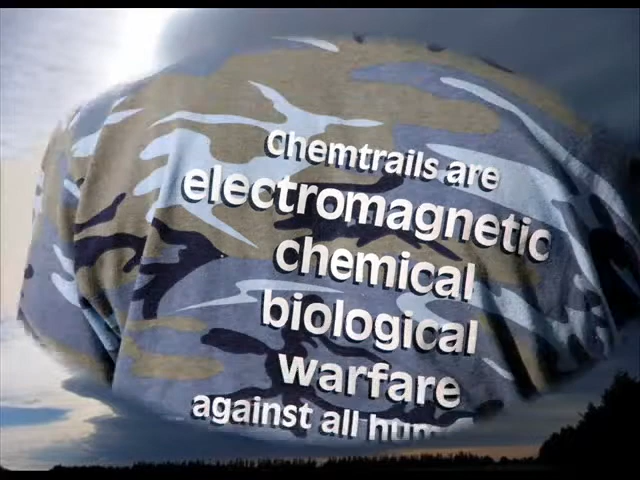 Chemtrails are
electromagnetic
chemical
biological
warfare
against all